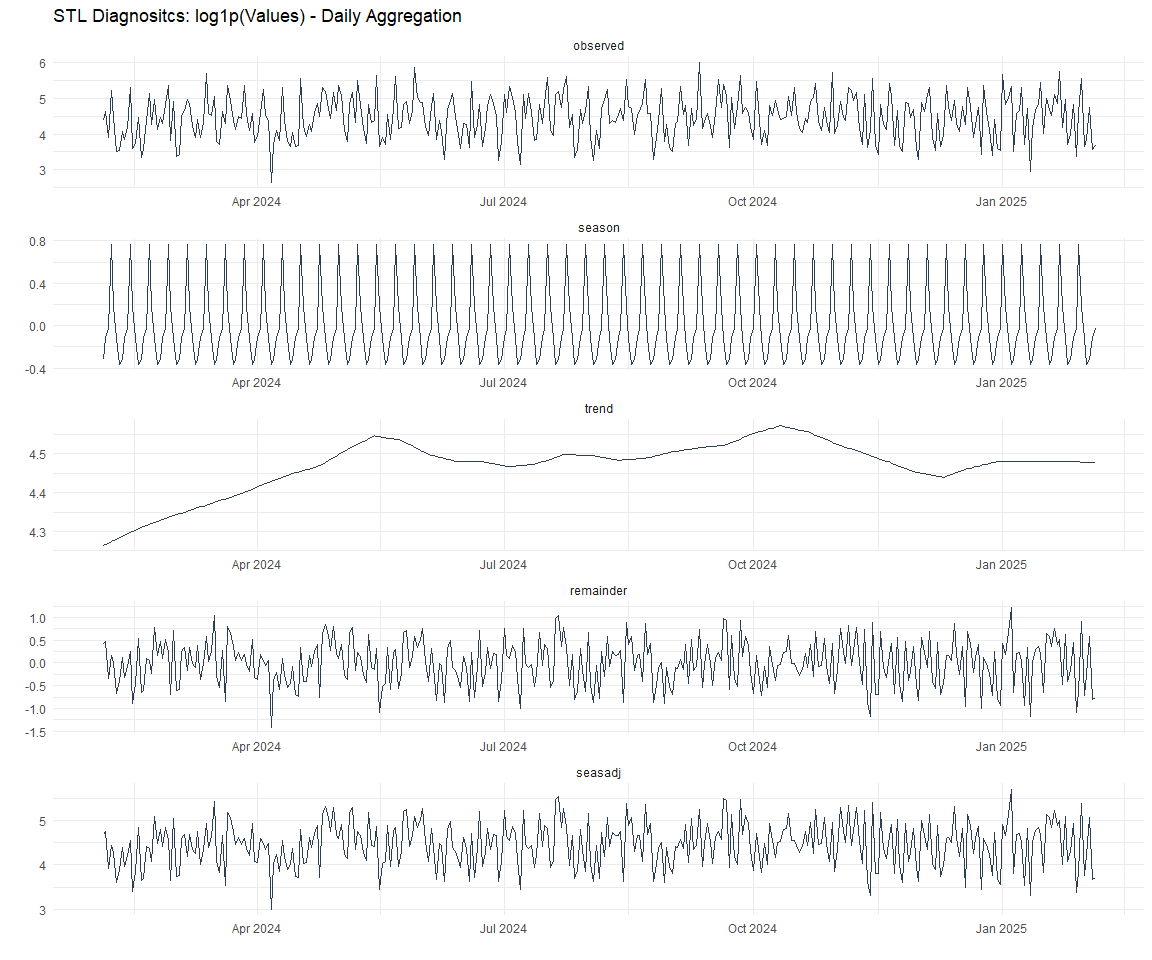 STL Diagnositcs: log1p(Values) - Daily Aggregation
observed
6
5
4
3
Apr 2024 Jul 2024 Oct 2024 Jan 2025
season
0.8
0.4
0.0
-0.4
Apr 2024 Jul 2024 Oct 2024 Jan 2025
trend
4.5
4.4
4.3
Apr 2024 Jul 2024 Oct 2024 Jan 2025
remainder
1.0
0.5
0.0
-0.5
-1.0
-1.5
Apr 2024 Jul 2024 Oct 2024 Jan 2025
seasadj
5
4
3
Apr 2024 Jul 2024 Oct 2024 Jan 2025